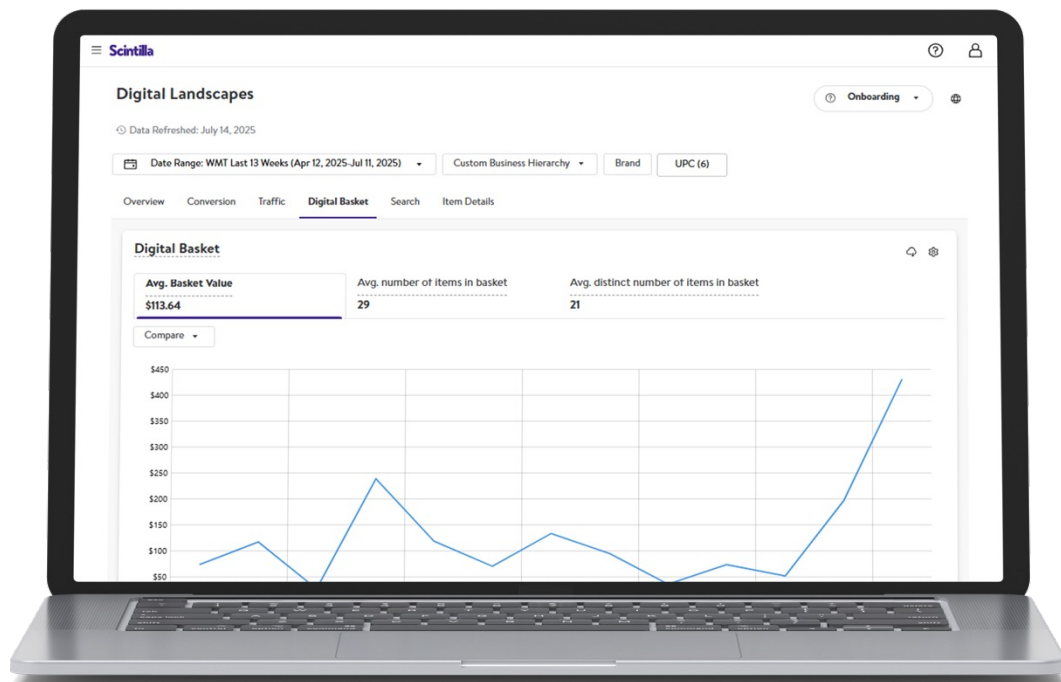 Scintilla
Digital Landscapes
Onboarding
Data Refreshed: July 14, 2025
Date Range: WMT Last 13 Weeks (Apr 12, 2025-Jul 11, 2025)
Custom Business Hierarchy
Brand
UPC (6)
Overview Conversion Traffic Digital Basket Search Item Details
Digital Basket
Avg. Basket Value Avg. number of items in basket Avg. distinct number of items in basket
$113.64 29 21
Compare
$450
$400
$350
$300
$250
$200
$150
$100
$50